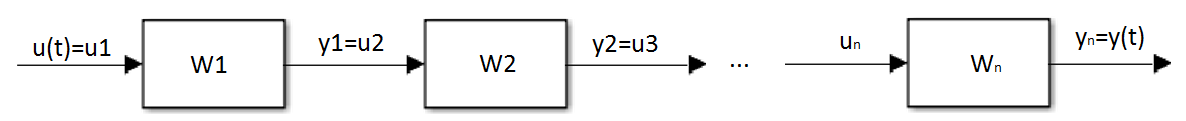 u(t)=u1
W1
y1=u2
W2
y2=u3
...
uₙ
Wₙ
yₙ=y(t)